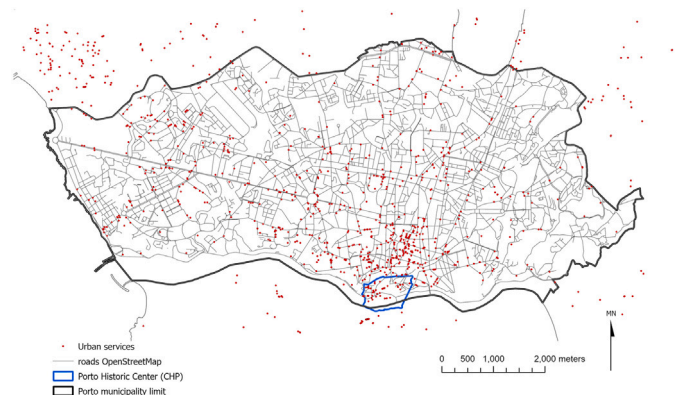 MN
Urban services
roads OpenStreetMap
Porto Historic Center (CHP)
Porto municipality limit
0 500 1,000 2,000 meters